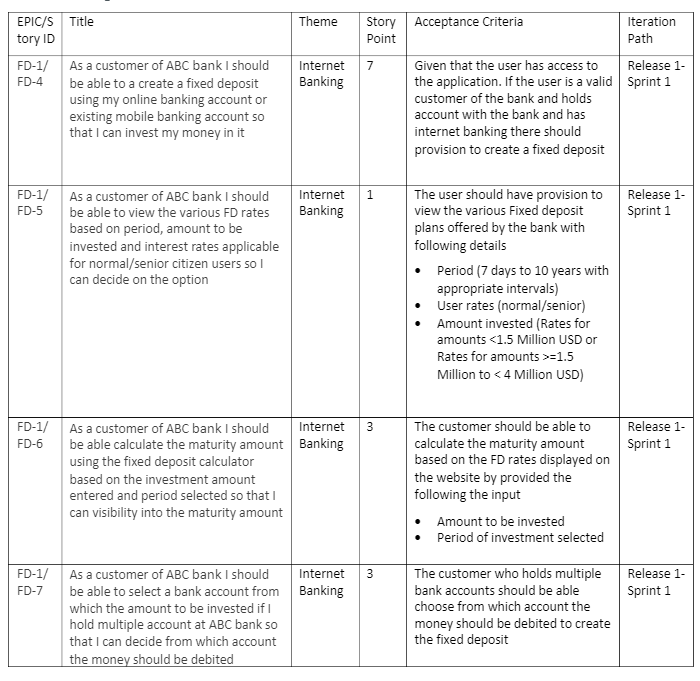 EPIC/S
tory ID
Title
Theme
Story
Point
Acceptance Criteria
Iteration
Path
FD-1/
FD-4
As a customer of ABC bank I should
be able to a create a fixed deposit
using my online banking account or
existing mobile banking account so
that I can invest my money in it
Internet
Banking
7
Given that the user has access to
the application. If the user is a valid
customer of the bank and holds
account with the bank and has
internet banking there should
provision to create a fixed deposit
Release 1-
Sprint 1
FD-1/
FD-5
As a customer of ABC bank I should
be able to view the various FD rates
based on period, amount to be
invested and interest rates applicable
for normal/senior citizen users so I
can decide on the option
Internet
Banking
1
The user should have provision to
view the various Fixed deposit
plans offered by the bank with
following details
• Period (7 days to 10 years with
appropriate intervals)
• User rates (normal/senior)
• Amount invested (Rates for
amounts <1.5 Million USD or
Rates for amounts >=1.5
Million to < 4 Million USD)
Release 1-
Sprint 1
FD-1/
FD-6
As a customer of ABC bank I should
be able calculate the maturity amount
using the fixed deposit calculator
based on the investment amount
entered and period selected so that I
can visibility into the maturity amount
Internet
Banking
3
The customer should be able to
calculate the maturity amount
based on the FD rates displayed on
the website by provided the
following the input
• Amount to be invested
• Period of investment selected
Release 1-
Sprint 1
FD-1/
FD-7
As a customer of ABC bank I should
be able to select a bank account from
which the amount to be invested if I
hold multiple account at ABC bank so
that I can decide from which account
the money should be debited
Internet
Banking
3
The customer who holds multiple
bank accounts should be able
choose from which account the
money should be debited to create
the fixed deposit
Release 1-
Sprint 1